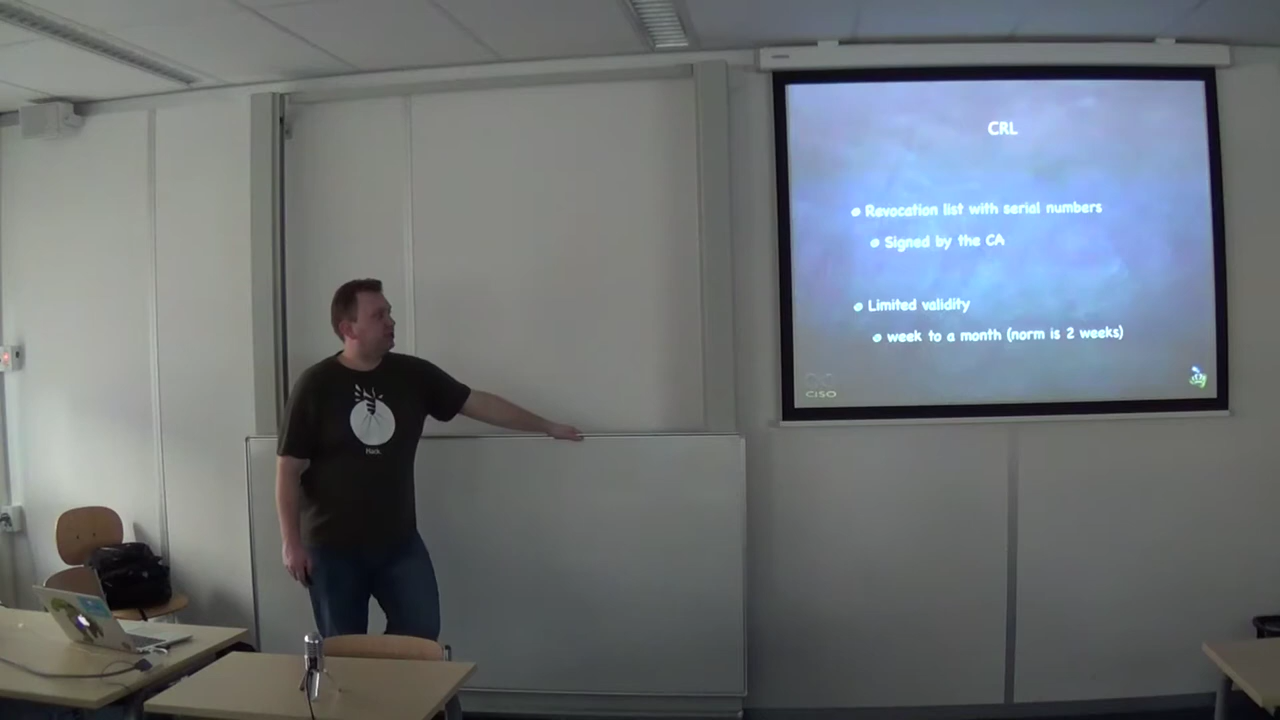 CRL
Revocation list with serial numbers
Signed by the CA
Limited validity
week to a month (norm is 2 weeks)
CISO